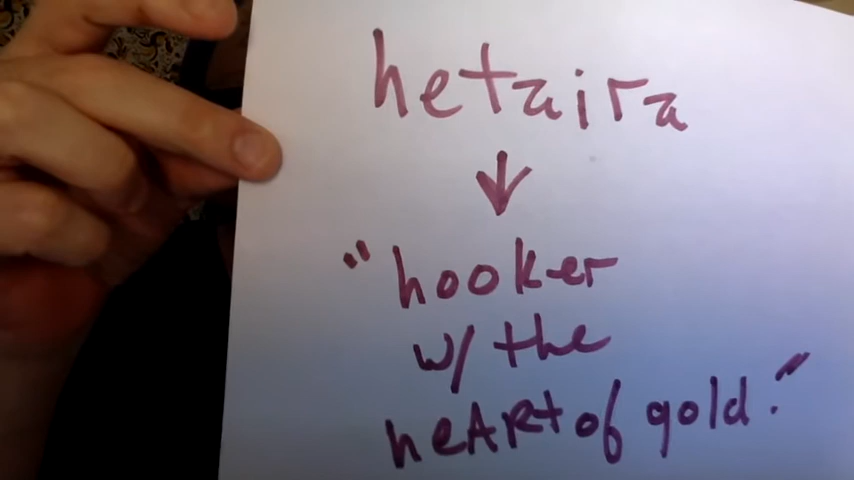 hetaira
↓
"hooker
w/ the
heART of gold."